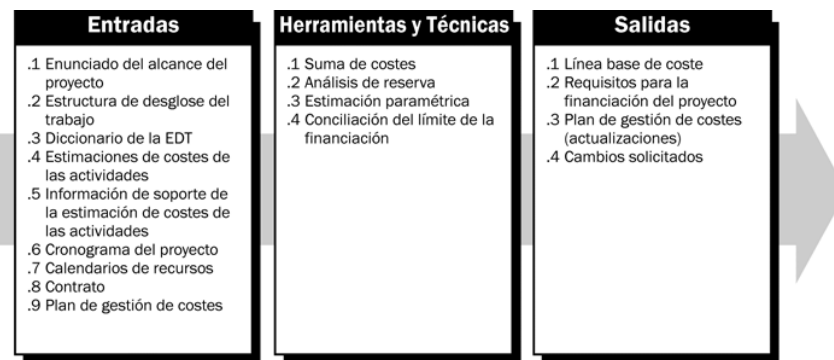 Entradas
.1 Enunciado del alcance del
proyecto
.2 Estructura de desglose del
trabajo
.3 Diccionario de la EDT
.4 Estimaciones de costes de
las actividades
.5 Información de soporte de
la estimación de costes de
las actividades
.6 Cronograma del proyecto
.7 Calendarios de recursos
.8 Contrato
.9 Plan de gestión de costes
Herramientas y Técnicas
.1 Suma de costes
.2 Análisis de reserva
.3 Estimación paramétrica
.4 Conciliación del límite de la
financiación
Salidas
.1 Línea base de coste
.2 Requisitos para la
financiación del proyecto
.3 Plan de gestión de costes
(actualizaciones)
.4 Cambios solicitados